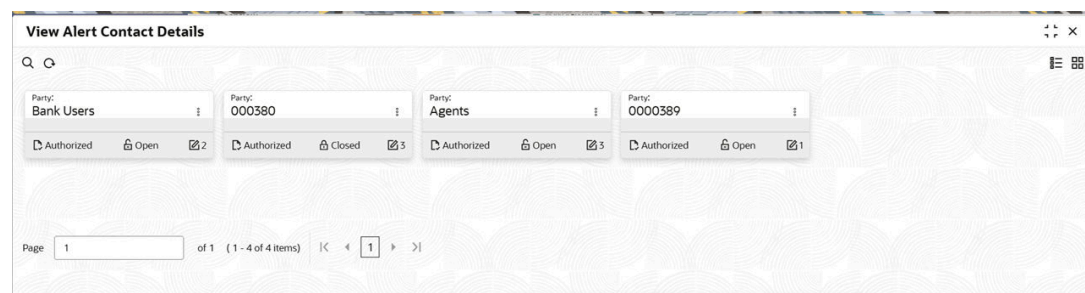 View Alert Contact Details
Party: Party: Party: Party:
Bank Users 000380 Agents 0000389
Authorized Open 2 Authorized Closed 3 Authorized Open 3 Authorized Open 1
Page 1 of 1 ( 1 - 4 of 4 items) 1